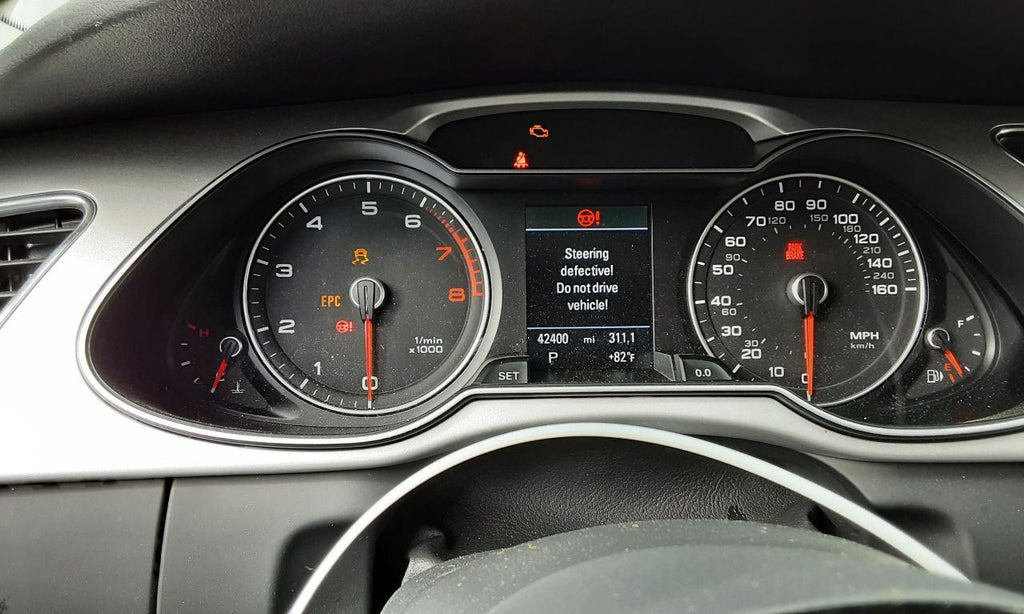 1 2 3 4 5 6 7 8
0
1/min
x1000
EPC
H
SET
Steering
defective!
Do not drive
vehicle!
42400 mi 311.1
P +82°F
0.0
0 10 20 30 40 50 60 70 80 90 100 120 140 160
30 60 90 120 150 180 210 240
PARK
BRAKE
MPH
km/h
F
E